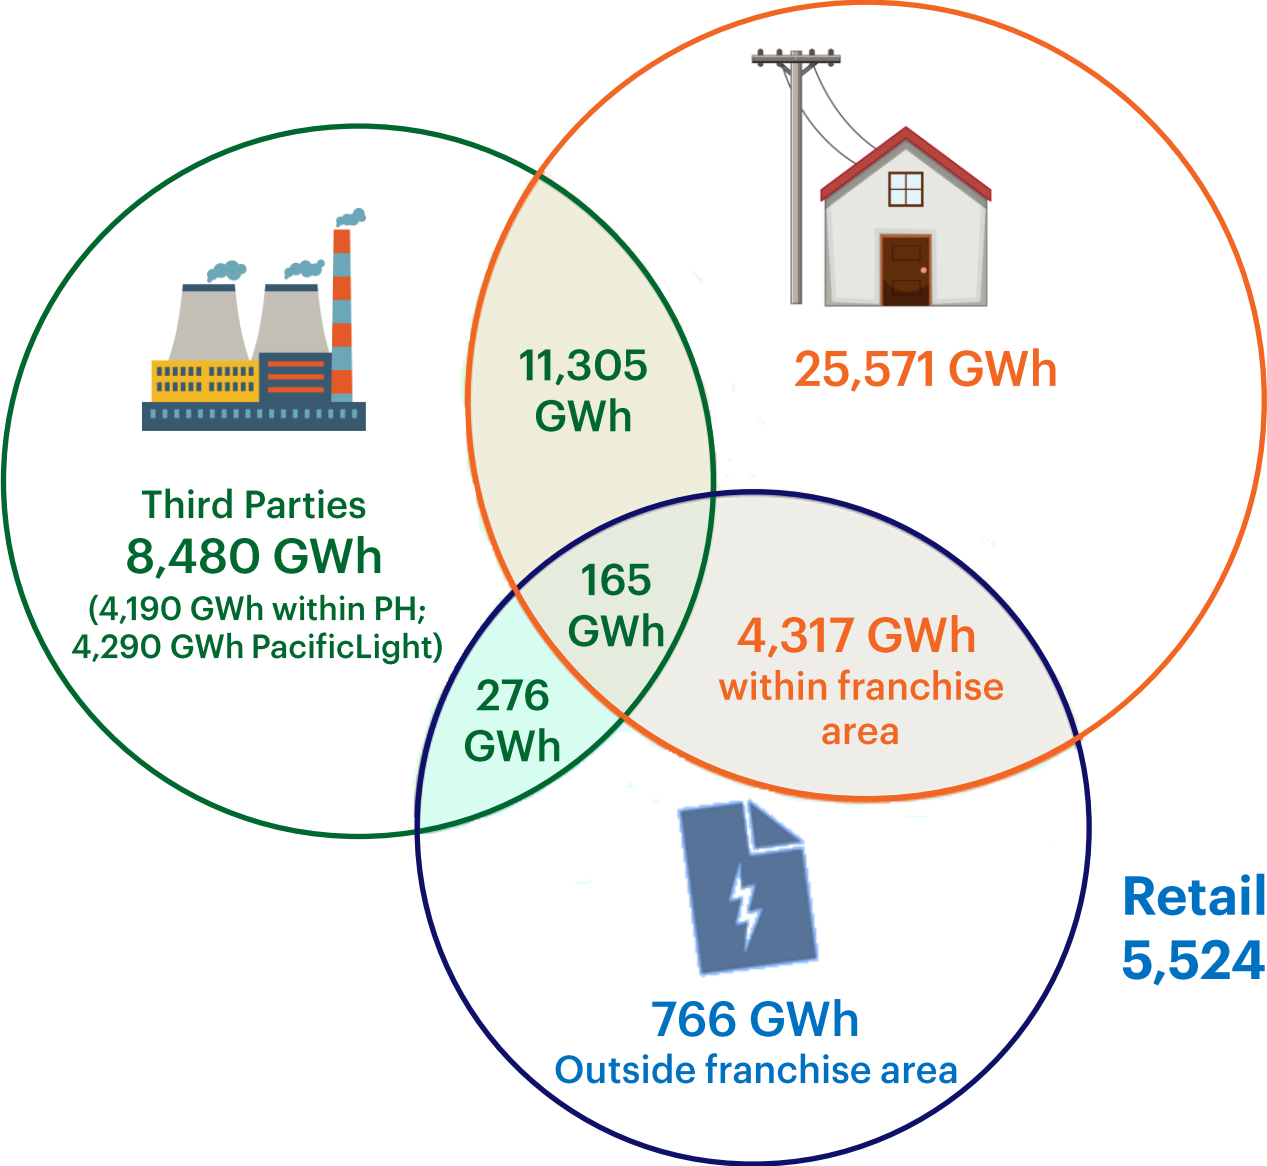 25,571 GWh
11,305
GWh
Third Parties
8,480 GWh
(4,190 GWh within PH;
4,290 GWh PacificLight)
165
GWh
4,317 GWh
within franchise
area
276
GWh
766 GWh
Outside franchise area
Retail
5,524